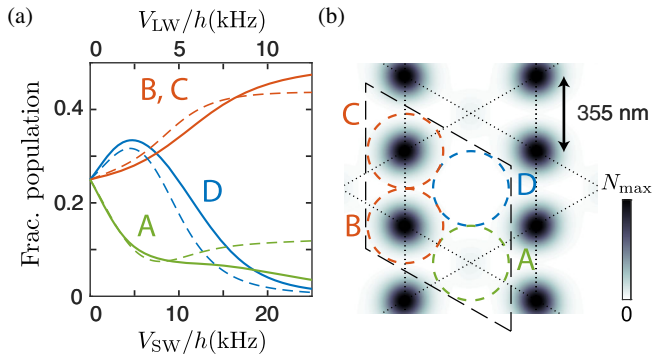 (a)
V_LW/h(kHz)
0 5 10
Frac. population
0.4
0.2
0
B, C
D
A
0 10 20
V_SW/h(kHz)
(b)
C
B
D
A
355 nm
N_max
0